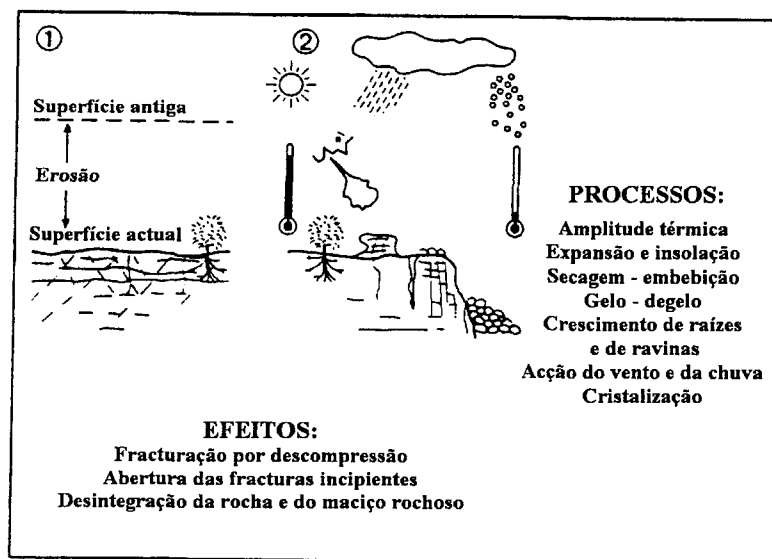 ①
②
Superfície antiga
Erosão
Superfície actual
PROCESSOS:
Amplitude térmica
Expansão e insolação
Secagem - embebição
Gelo - degelo
Crescimento de raízes
e de ravinas
Acção do vento e da chuva
Cristalização
EFEITOS:
Fracturação por descompressão
Abertura das fracturas incipientes
Desintegração da rocha e do maciço rochoso